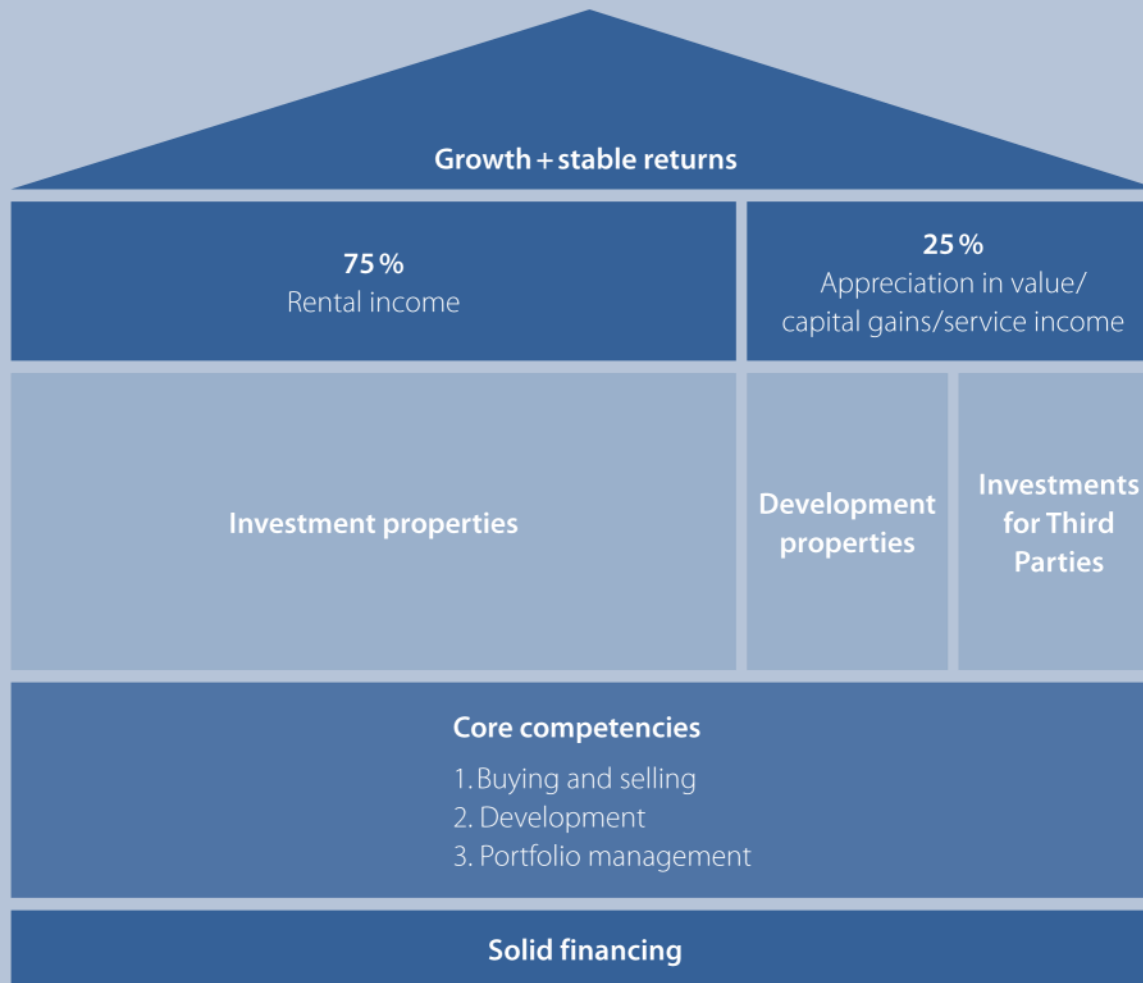 Growth + stable returns
75 %
Rental income
25 %
Appreciation in value/
capital gains/service income
Investment properties
Development
properties
Investments
for Third
Parties
Core competencies
1. Buying and selling
2. Development
3. Portfolio management
Solid financing